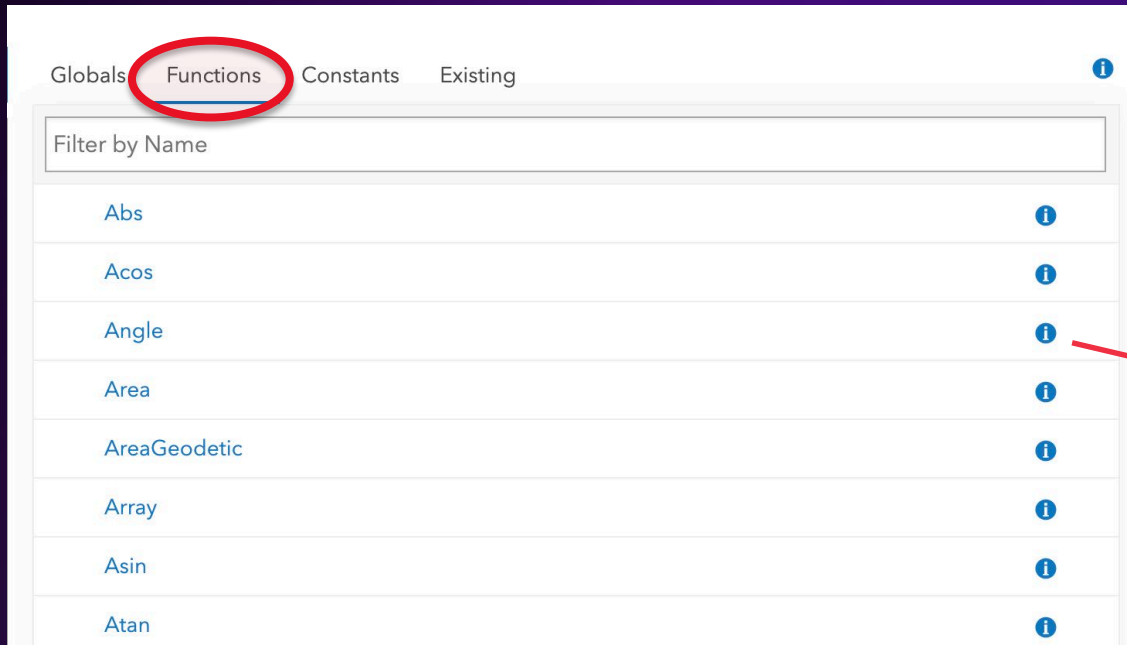 Globals Functions Constants Existing
Filter by Name
Abs
Acos
Angle
Area
AreaGeodetic
Array
Asin
Atan